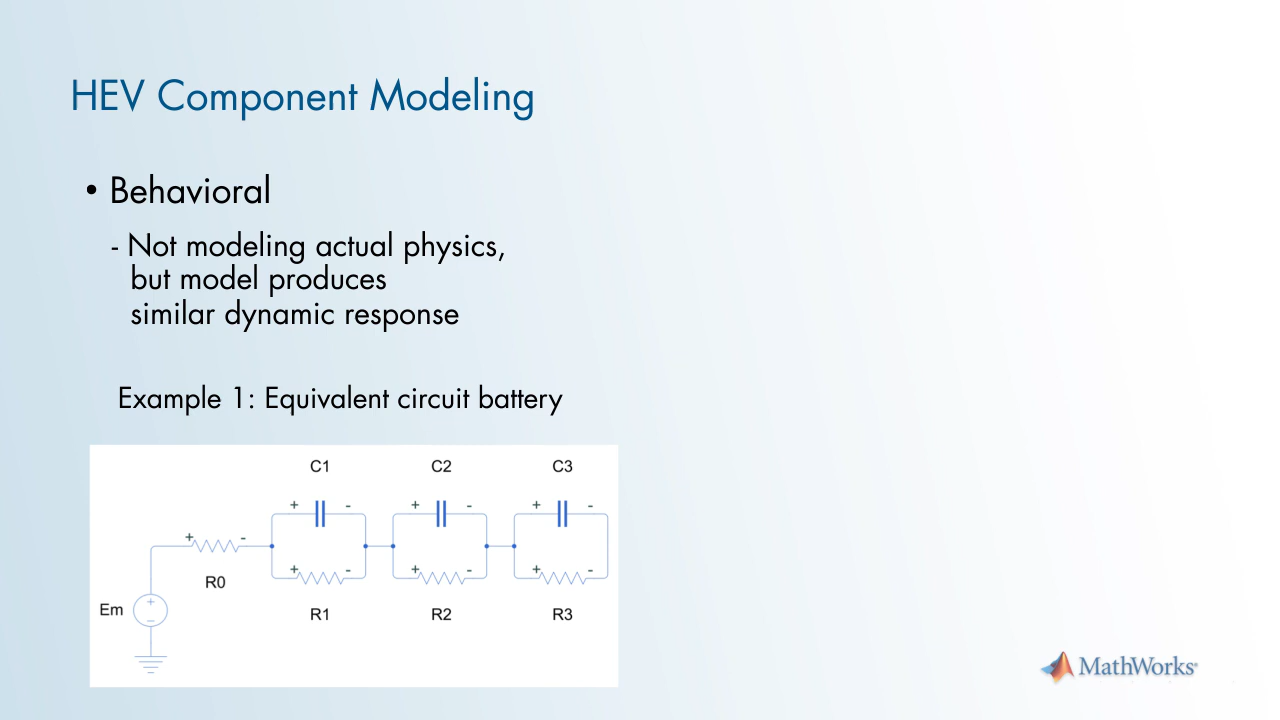 HEV Component Modeling
• Behavioral
- Not modeling actual physics,
but model produces
similar dynamic response
Example 1: Equivalent circuit battery
C1 C2 C3
+ - + - + -
+ -
+ - + - + -
R0
Em
+
−
R1 R2 R3
MathWorks®